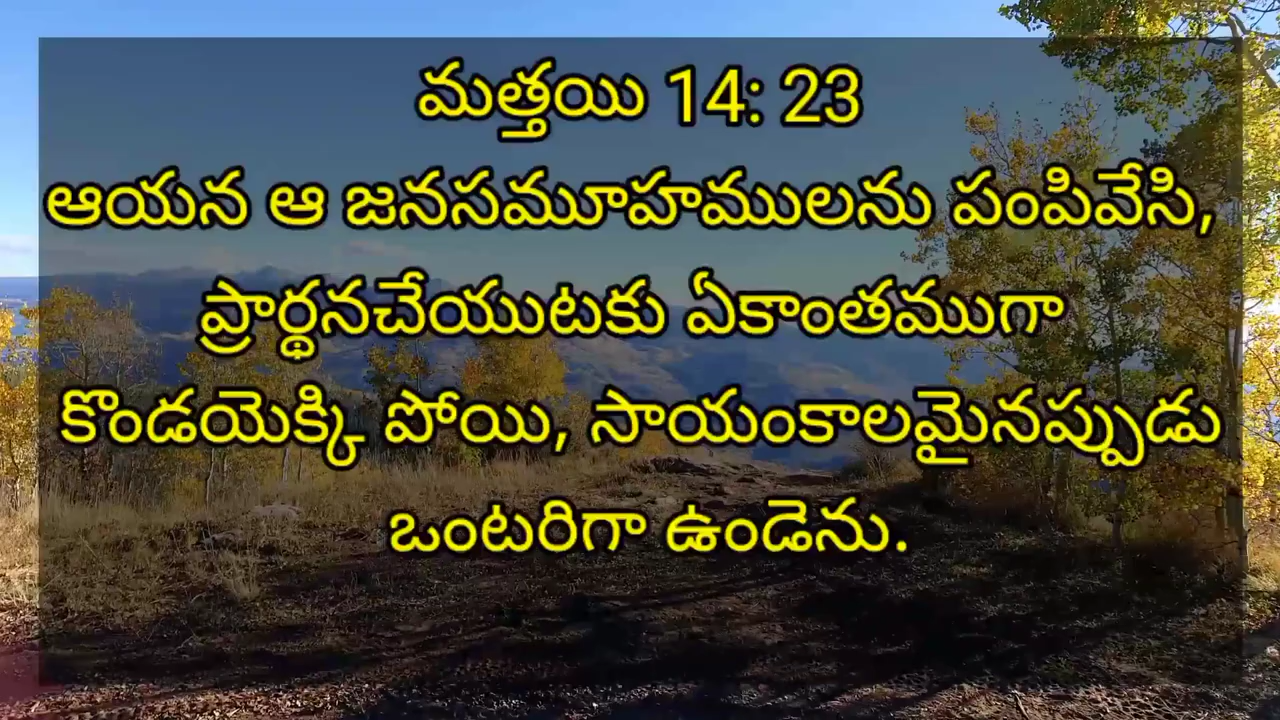 మత్తయి 14: 23
ఆయన ఆ జనసమూహములను పంపివేసి,
ప్రార్థనచేయుటకు ఏకాంతముగా
కొండయెక్కి పోయి, సాయంకాలమైనప్పుడు
ఒంటరిగా ఉండెను.